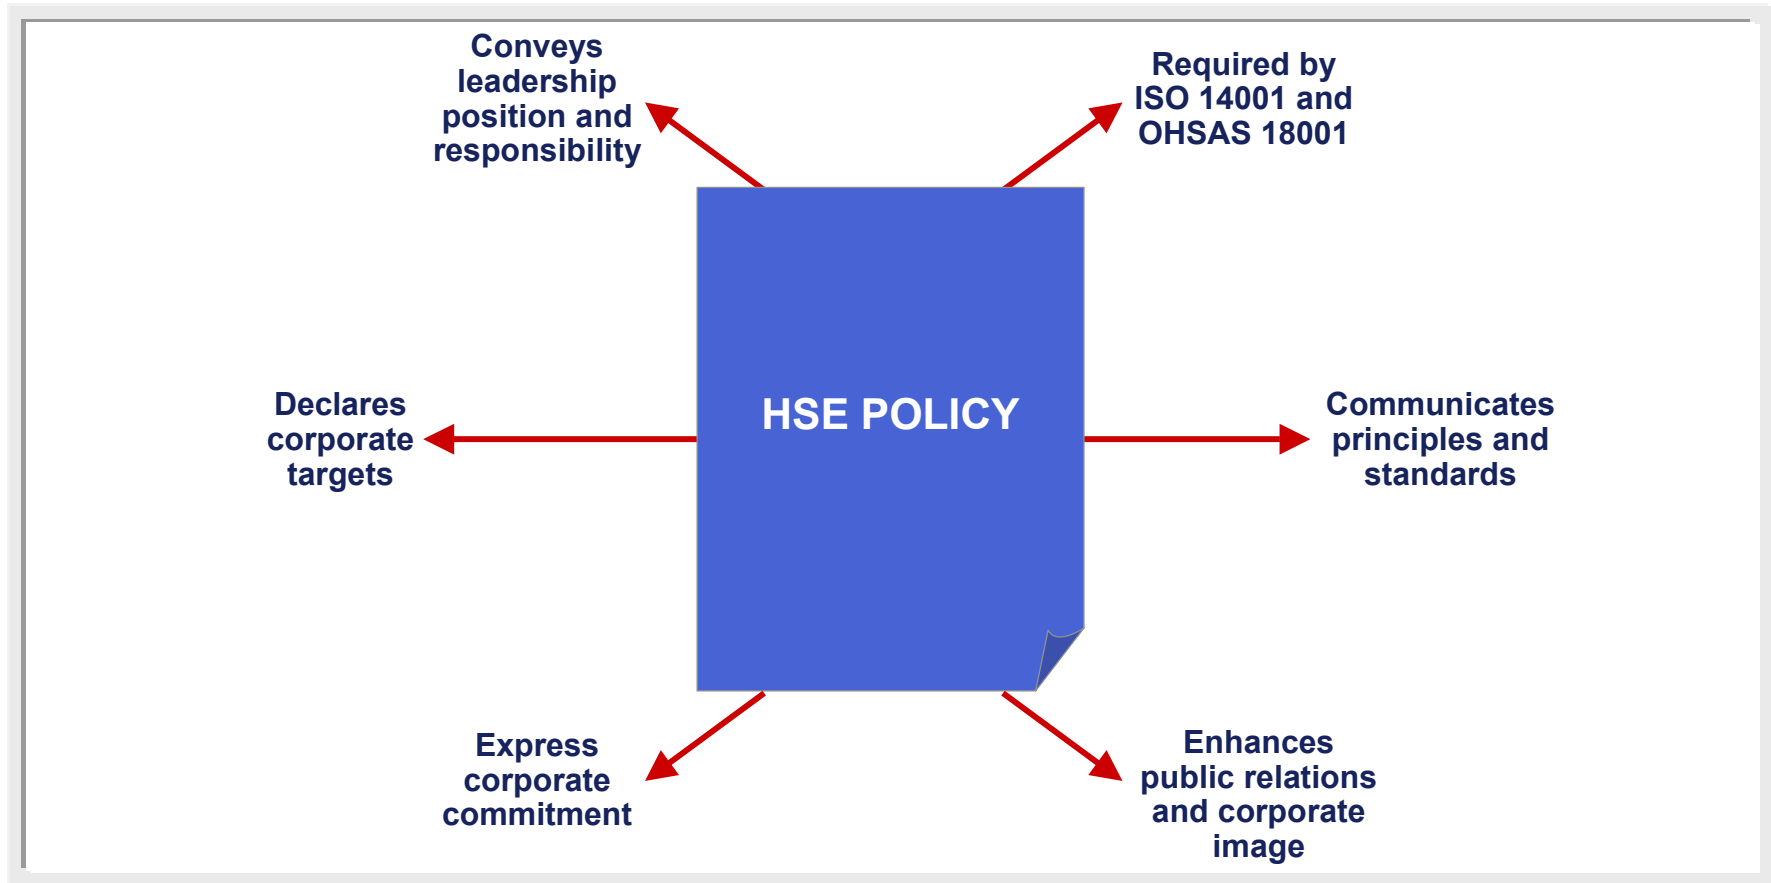 Conveys
leadership
position and
responsibility
Required by
ISO 14001 and
OHSAS 18001
HSE POLICY
Declares
corporate
targets
Communicates
principles and
standards
Express
corporate
commitment
Enhances
public relations
and corporate
image